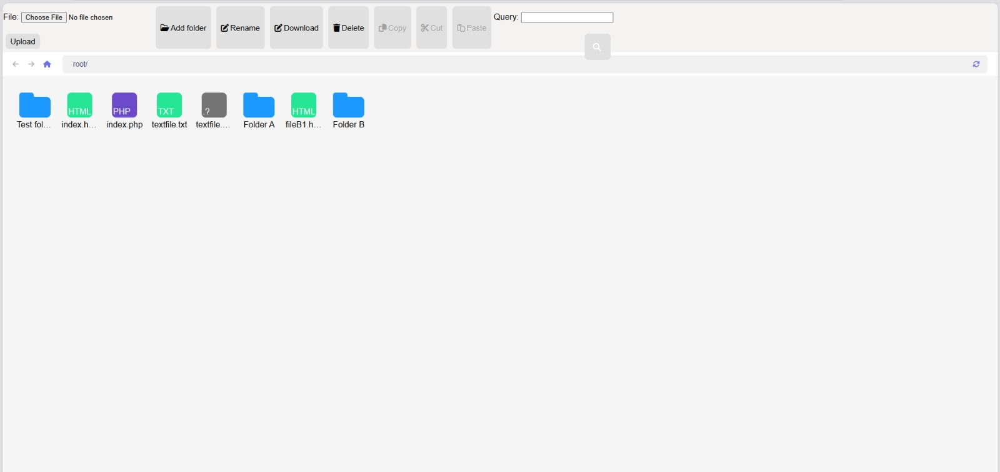 File: Choose File No file chosen
Upload
Add folder
Rename
Download
Delete
Copy
Cut
Paste
Query:
root/
HTML
PHP
TXT
.?
HTML
Test fol...
index.h...
index.php
textfile.txt
textfile....
Folder A
fileB1.h...
Folder B